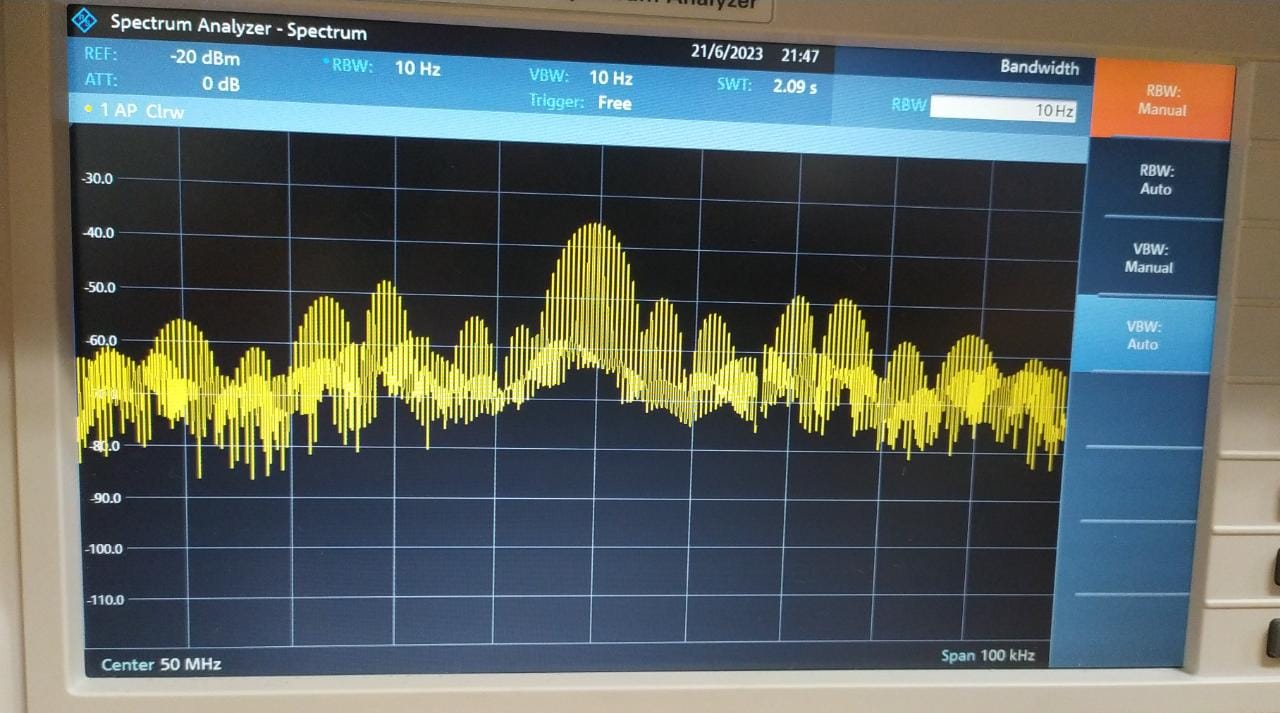 Spectrum Analyzer
Spectrum Analyzer - Spectrum
21/6/2023 21:47
REF: -20 dBm
RBW: 10 Hz
VBW: 10 Hz
SWT: 2.09 s
ATT: 0 dB
Trigger: Free
Bandwidth
RBW 10 Hz
1 AP Clrw
RBW:
Manual
RBW:
Auto
VBW:
Manual
VBW:
Auto
-30.0
-40.0
-50.0
-60.0
-80.0
-90.0
-100.0
-110.0
Center 50 MHz
Span 100 kHz